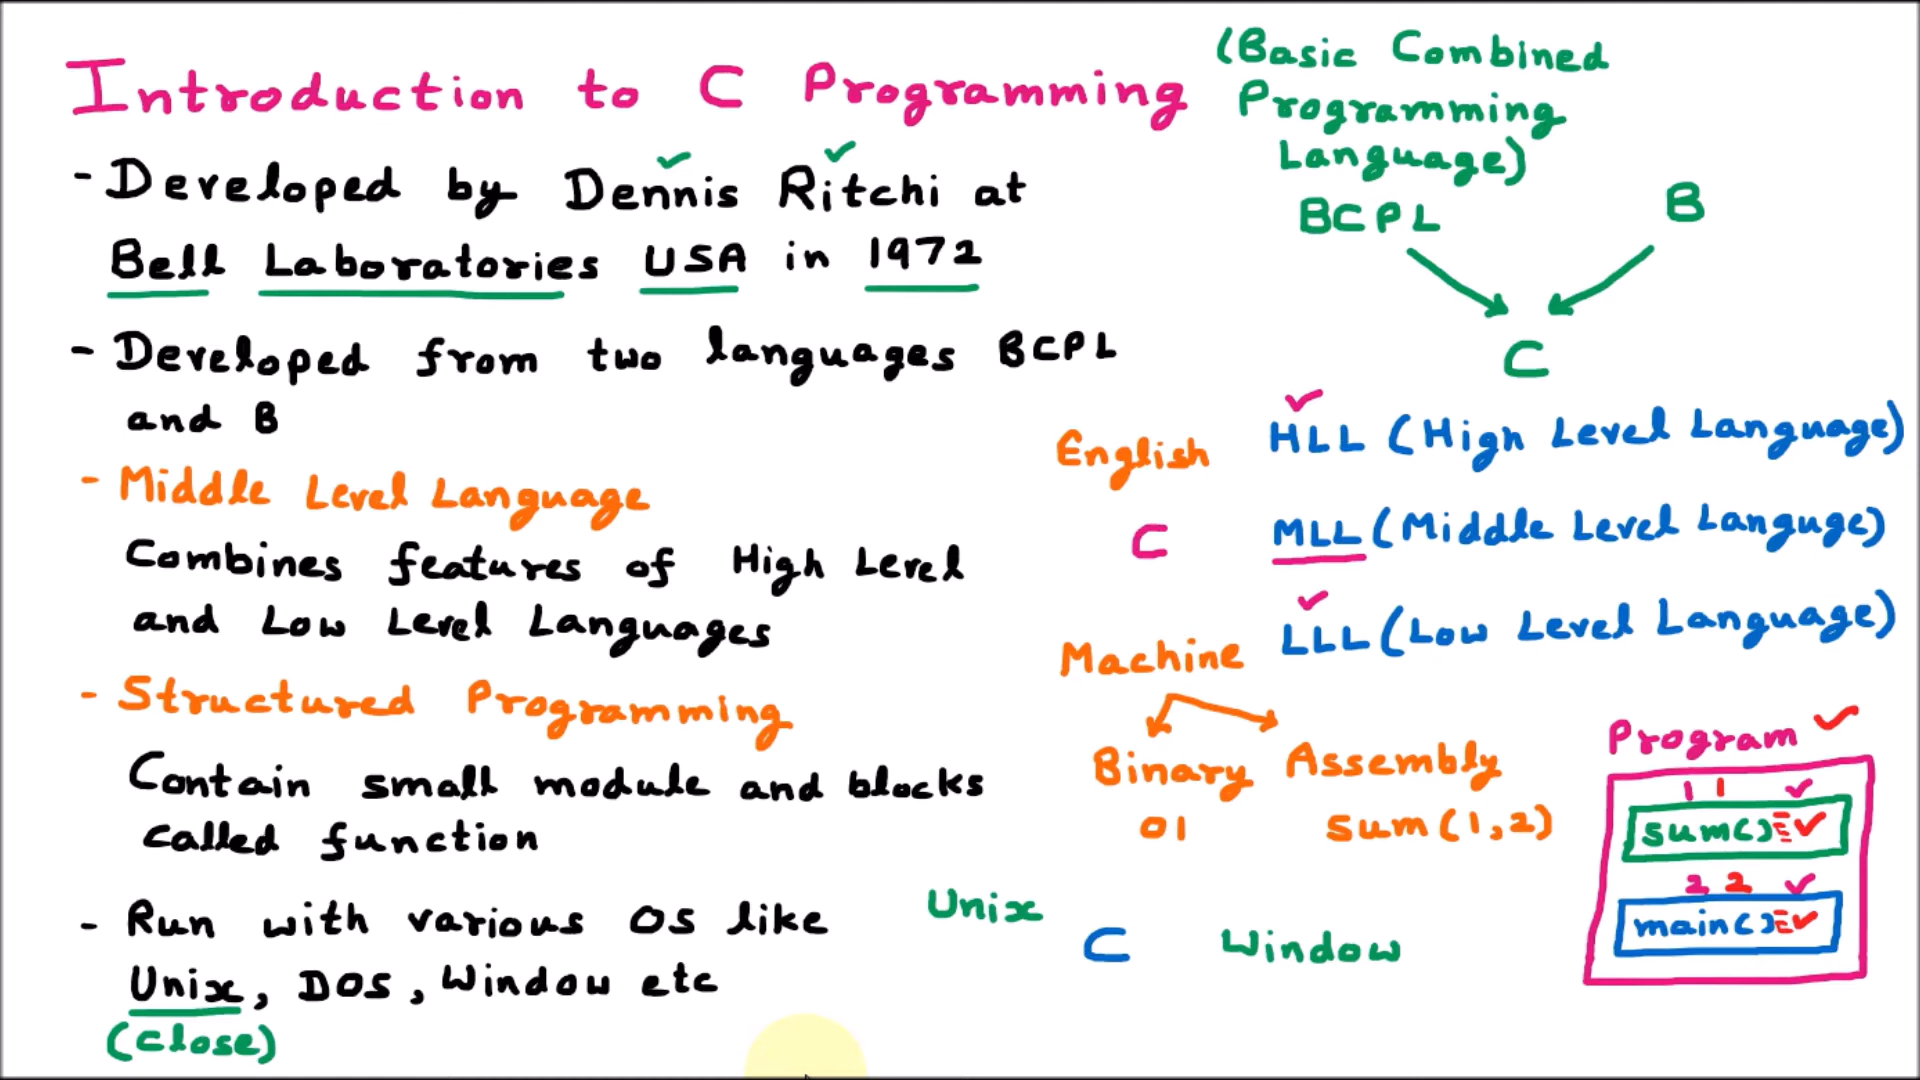 Introduction to C Programming
- Developed by Dennis Ritchi at
Bell Laboratories USA in 1972
- Developed from two languages BCPL
and B
- Middle Level Language
Combines features of High Level
and Low Level Languages
- Structured Programming
Contain small module and blocks
called function
- Run with various OS like
Unix, DOS, Window etc
(close)
(Basic Combined
Programming
Language)
BCPL B
C
English HLL (High Level Language)
C MLL (Middle Level Languge)
Machine LLL (Low Level Language)
Binary Assembly
01 sum(1,2)
Unix
C Window
Program
1 1
sum()
2 2
main()